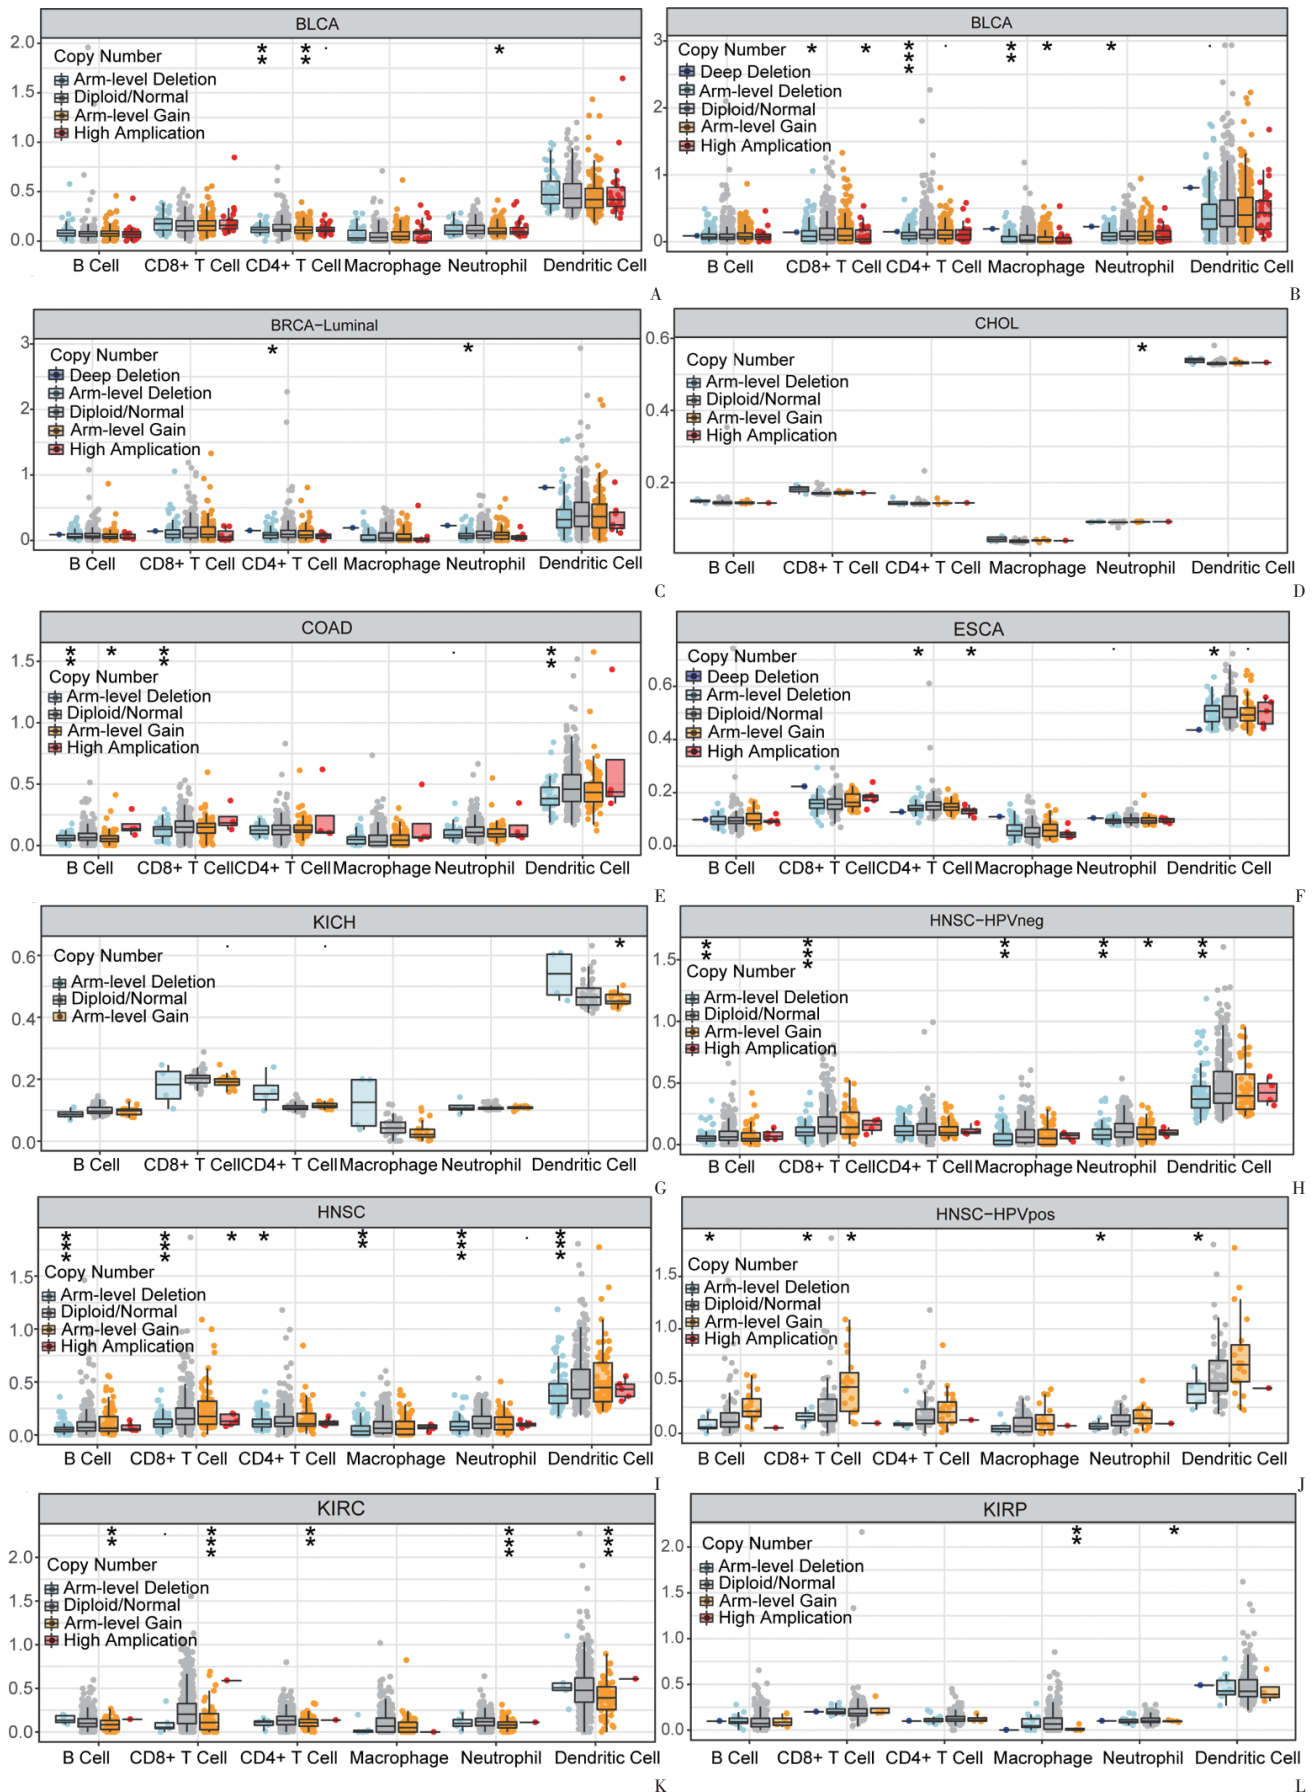 BLCA
** ** . *
2.0
Copy Number
Arm-level Deletion
Diploid/Normal
Arm-level Gain
High Amplication
1.5
1.0
0.5
0.0
B Cell CD8+ T Cell CD4+ T Cell Macrophage Neutrophil Dendritic Cell
A
BLCA
* * *** . ** * * .
3
Copy Number
Deep Deletion
Arm-level Deletion
Diploid/Normal
Arm-level Gain
High Amplication
2
1
0
B Cell CD8+ T Cell CD4+ T Cell Macrophage Neutrophil Dendritic Cell
B
BRCA−Luminal
* *
3
Copy Number
Deep Deletion
Arm-level Deletion
Diploid/Normal
Arm-level Gain
High Amplication
2
1
0
B Cell CD8+ T Cell CD4+ T Cell Macrophage Neutrophil Dendritic Cell
C
CHOL
*
0.6
Copy Number
Arm-level Deletion
Diploid/Normal
Arm-level Gain
High Amplication
0.4
0.2
B Cell CD8+ T Cell CD4+ T Cell Macrophage Neutrophil Dendritic Cell
D
COAD
** * ** . **
1.5
Copy Number
Arm-level Deletion
Diploid/Normal
Arm-level Gain
High Amplication
1.0
0.5
0.0
B Cell CD8+ T Cell CD4+ T Cell Macrophage Neutrophil Dendritic Cell
E
ESCA
* * . * .
Copy Number
Deep Deletion
Arm-level Deletion
Diploid/Normal
Arm-level Gain
High Amplication
0.6
0.4
0.2
0.0
B Cell CD8+ T Cell CD4+ T Cell Macrophage Neutrophil Dendritic Cell
F
KICH
. . *
0.6
Copy Number
Arm-level Deletion
Diploid/Normal
Arm-level Gain
0.4
0.2
0.0
B Cell CD8+ T Cell CD4+ T Cell Macrophage Neutrophil Dendritic Cell
G
HNSC−HPVneg
** *** ** ** * **
1.5
Copy Number
Arm-level Deletion
Diploid/Normal
Arm-level Gain
High Amplication
1.0
0.5
0.0
B Cell CD8+ T Cell CD4+ T Cell Macrophage Neutrophil Dendritic Cell
H
HNSC
*** *** * * ** *** . ***
Copy Number
Arm-level Deletion
Diploid/Normal
Arm-level Gain
High Amplication
1.5
1.0
0.5
0.0
B Cell CD8+ T Cell CD4+ T Cell Macrophage Neutrophil Dendritic Cell
I
HNSC−HPVpos
* * * * *
Copy Number
Arm-level Deletion
Diploid/Normal
Arm-level Gain
High Amplication
1.5
1.0
0.5
0.0
B Cell CD8+ T Cell CD4+ T Cell Macrophage Neutrophil Dendritic Cell
J
KIRC
** . *** ** *** ***
2.0
Copy Number
Arm-level Deletion
Diploid/Normal
Arm-level Gain
High Amplication
1.5
1.0
0.5
0.0
B Cell CD8+ T Cell CD4+ T Cell Macrophage Neutrophil Dendritic Cell
K
KIRP
** *
2.0
Copy Number
Arm-level Deletion
Diploid/Normal
Arm-level Gain
High Amplication
1.5
1.0
0.5
0.0
B Cell CD8+ T Cell CD4+ T Cell Macrophage Neutrophil Dendritic Cell
L